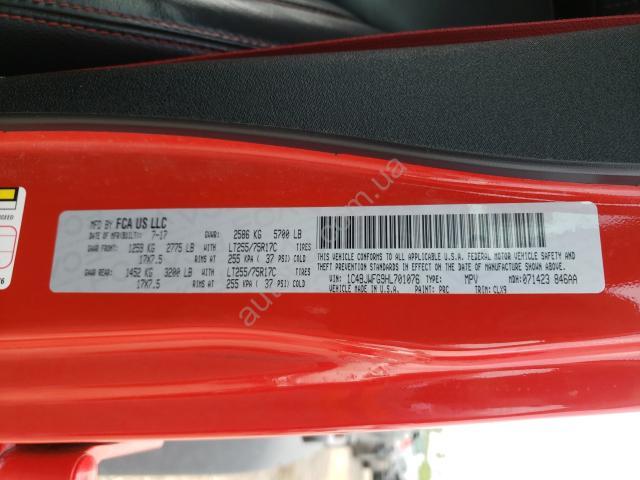 MFD BY FCA US LLC
DATE OF MFR(BUILT): 7-17 GVWR: 2586 KG 5700 LB
GAWR FRONT: 1259 KG 2775 LB WITH LT255/75R17C TIRES
17X7.5 RIMS AT 255 KPA ( 37 PSI) COLD
GAWR REAR: 1452 KG 3200 LB WITH LT255/75R17C TIRES
17X7.5 RIMS AT 255 KPA ( 37 PSI) COLD
THIS VEHICLE CONFORMS TO ALL APPLICABLE U.S.A. FEDERAL MOTOR
VEHICLE SAFETY, BUMPER, AND THEFT
PREVENTION STANDARDS IN EFFECT ON THE DATE OF MANUFACTURE SHOWN ABOVE.
VIN: 1C4BJWFG9HL701076 TYPE: MPV MDH: 071423 846AA
VEHICLE MADE IN U.S.A. PAINT: PRC TRIM: CLX9